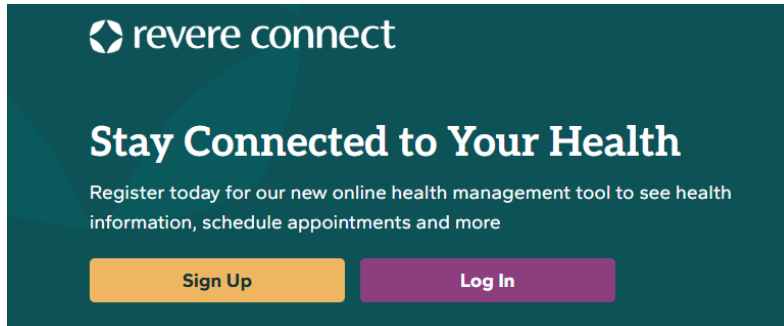 revere connect
Stay Connected to Your Health
Register today for our new online health management tool to see health
information, schedule appointments and more
Sign Up
Log In